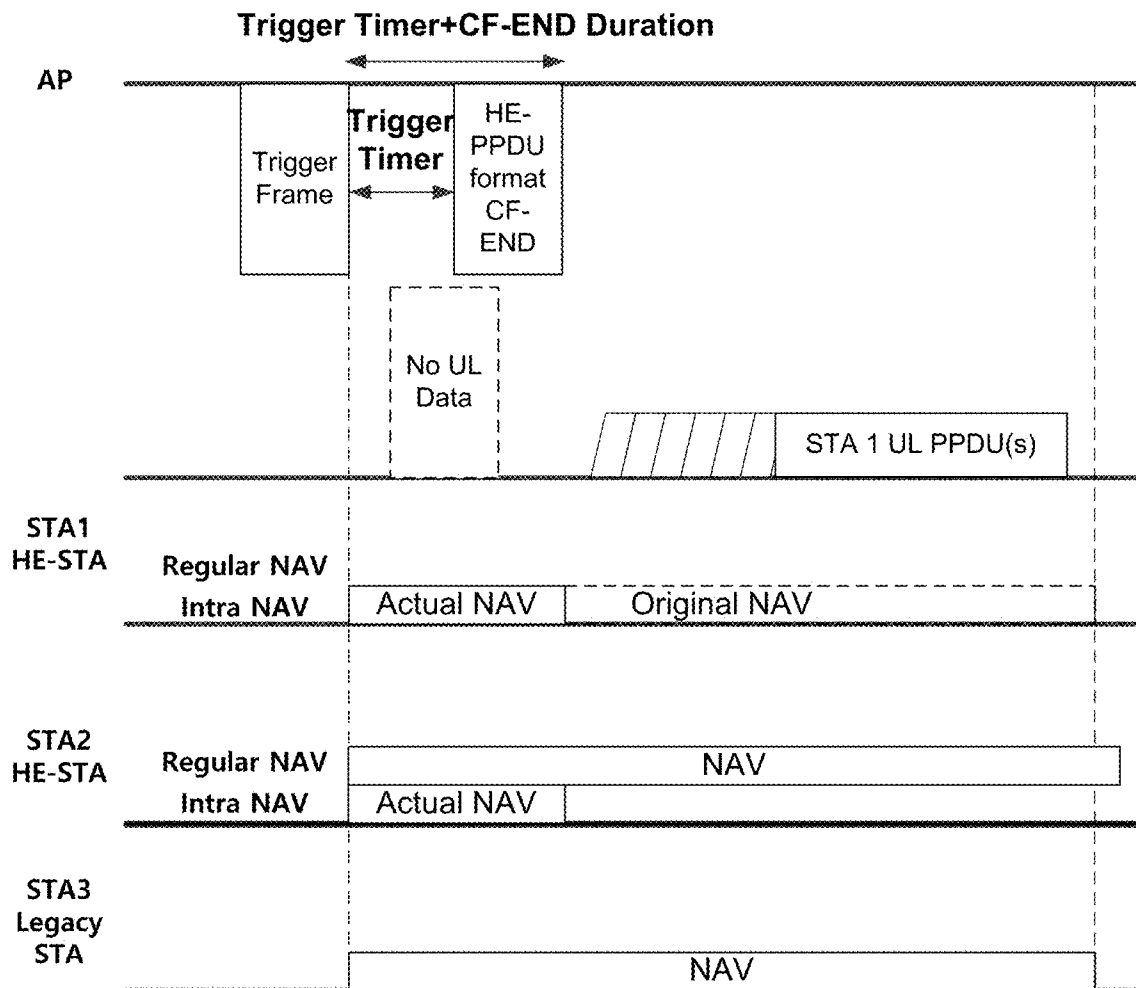 Trigger Timer+CF-END Duration
AP
Trigger
Frame
Trigger
Timer
HE-
PPDU
format
CF-
END
No UL
Data
STA 1 UL PPDU(s)
STA1
HE-STA
Regular NAV
Intra NAV
Actual NAV
Original NAV
STA2
HE-STA
Regular NAV
Intra NAV
NAV
Actual NAV
STA3
Legacy
STA
NAV